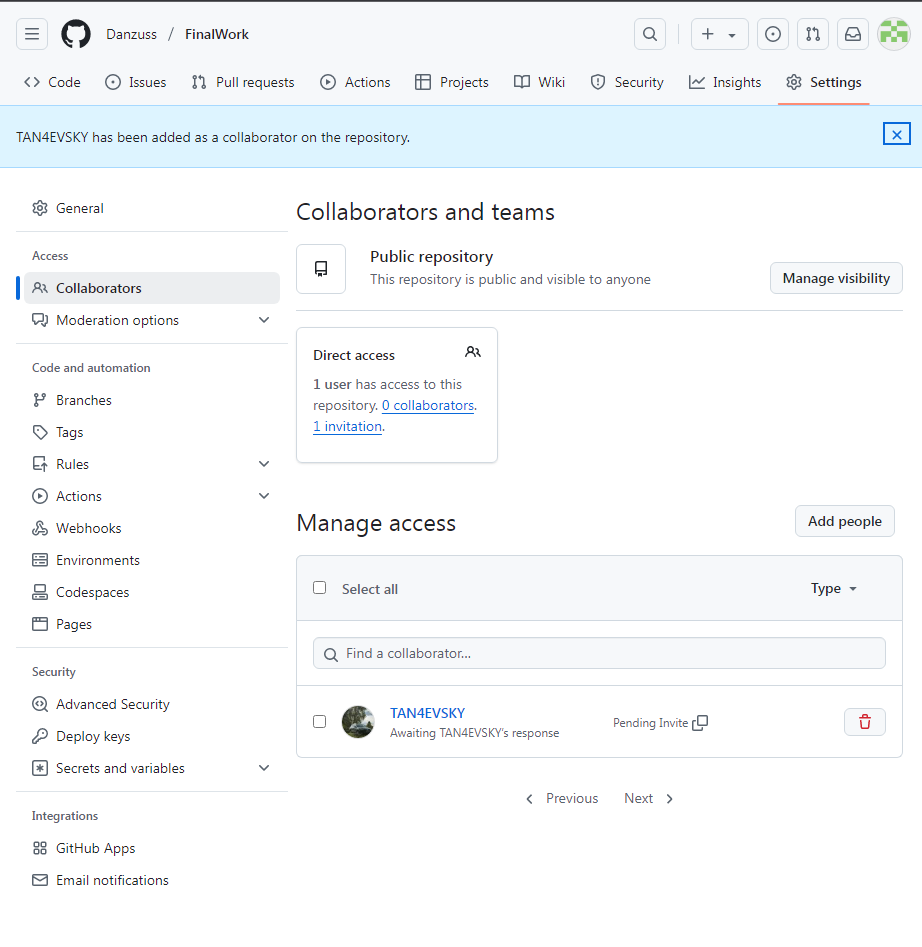 Danzuss / FinalWork
Code Issues Pull requests Actions Projects Wiki Security Insights Settings
TAN4EVSKY has been added as a collaborator on the repository.
General
Access
Collaborators
Moderation options
Code and automation
Branches
Tags
Rules
Actions
Webhooks
Environments
Codespaces
Pages
Security
Advanced Security
Deploy keys
Secrets and variables
Integrations
GitHub Apps
Email notifications
Collaborators and teams
Public repository
This repository is public and visible to anyone
Manage visibility
Direct access
1 user has access to this
repository. 0 collaborators.
1 invitation.
Manage access
Add people
Select all
Type
Find a collaborator...
TAN4EVSKY
Awaiting TAN4EVSKY's response
Pending Invite
Previous Next